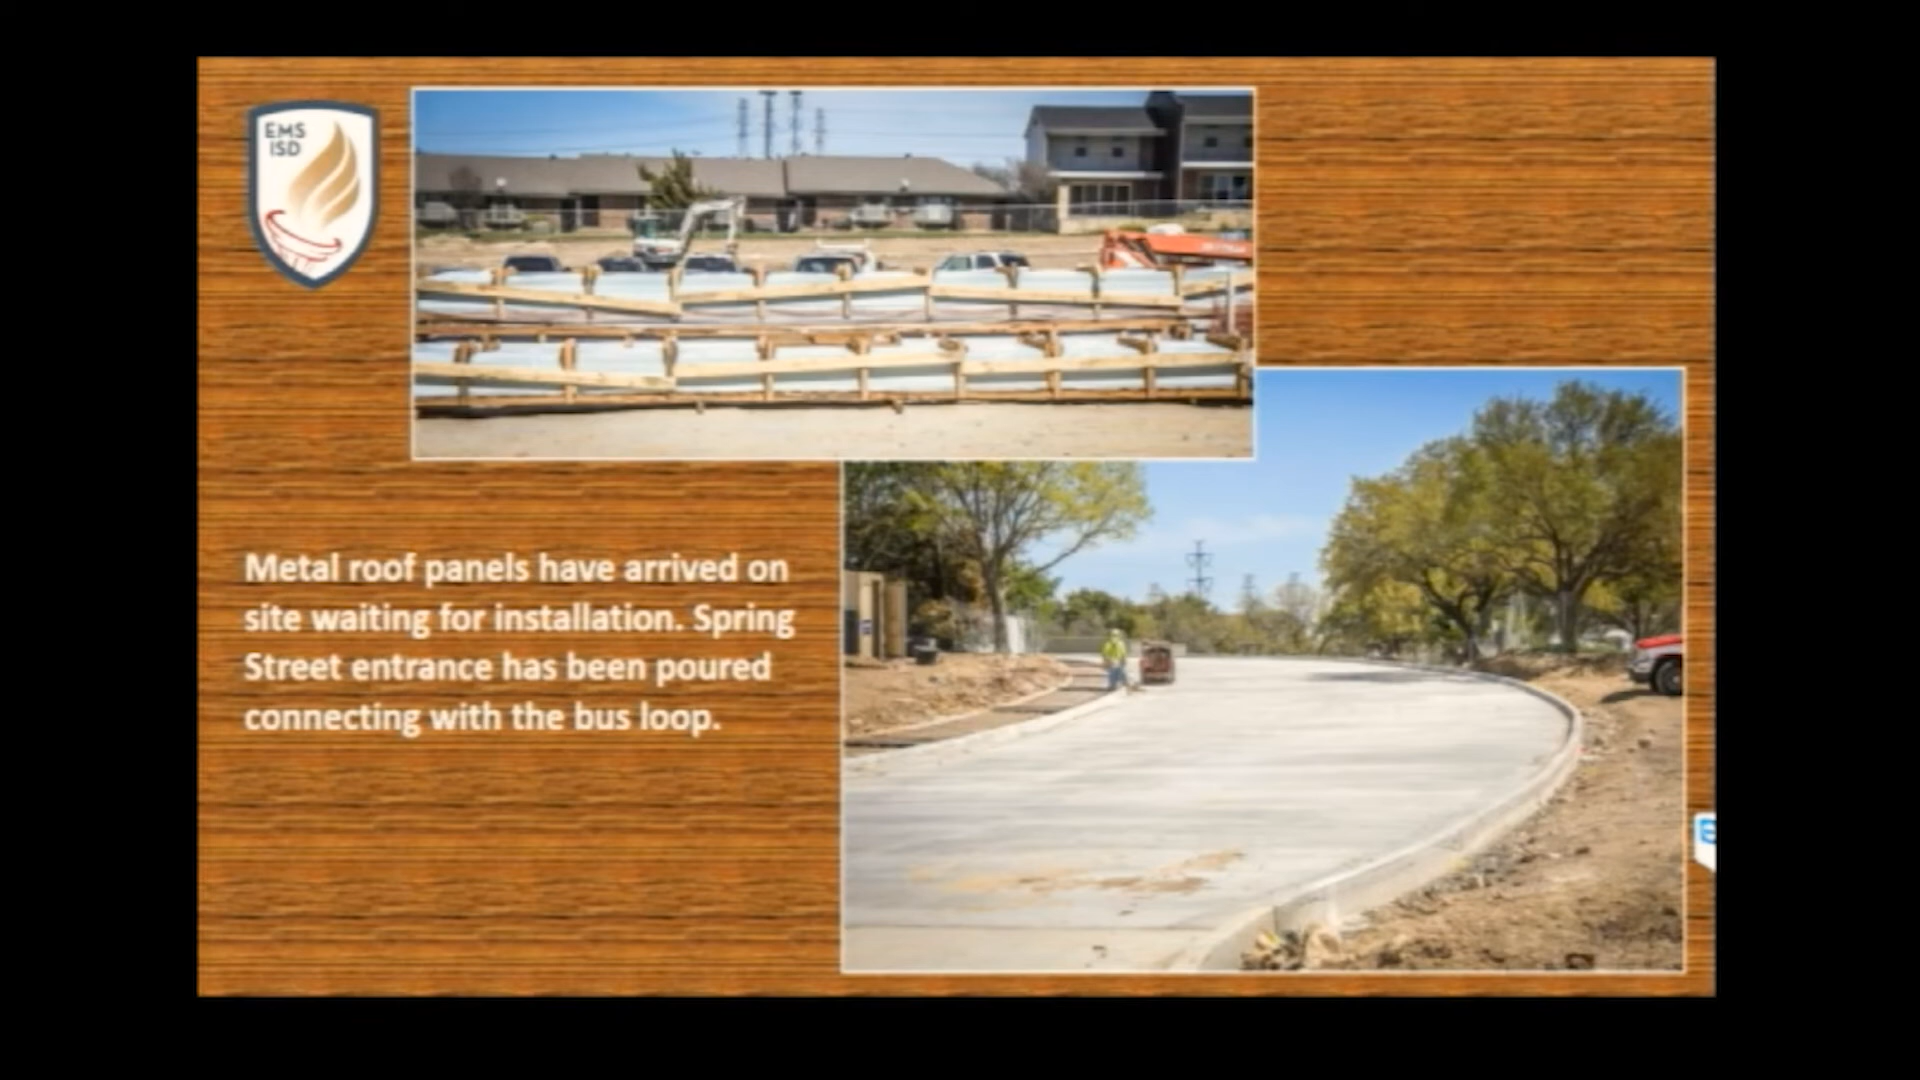 EMS
ISD
Metal roof panels have arrived on
site waiting for installation. Spring
Street entrance has been poured
connecting with the bus loop.